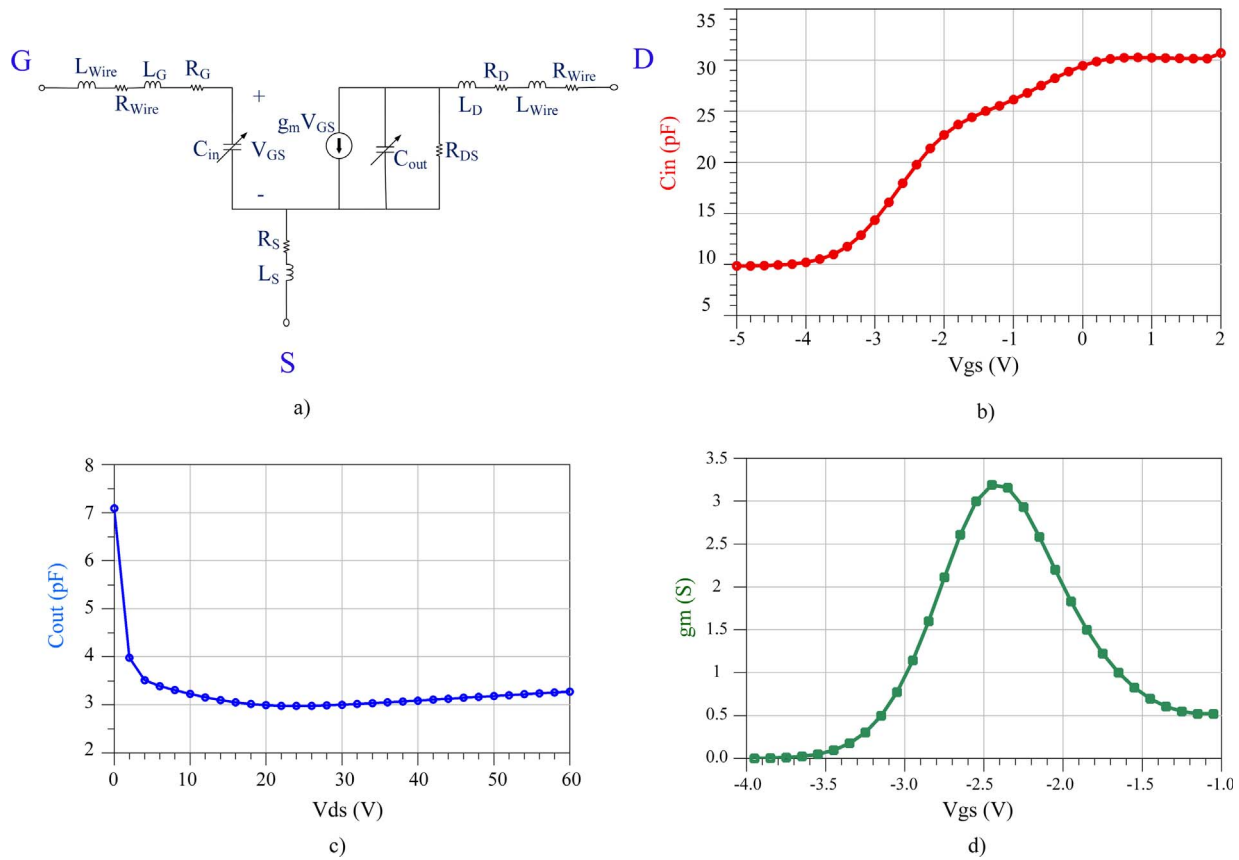 G
L_Wire
R_Wire
L_G
R_G
+
C_in
V_GS
-
g_mV_GS
C_out
R_DS
L_D
R_D
L_Wire
R_Wire
D
R_S
L_S
S
a)
35
30
25
20
15
10
5
Cin (pF)
-5 -4 -3 -2 -1 0 1 2
Vgs (V)
b)
8
7
6
5
4
3
2
Cout (pF)
0 10 20 30 40 50 60
Vds (V)
c)
3.5
3
2.5
2
1.5
1
0.5
0.0
gm (S)
-4.0 -3.5 -3.0 -2.5 -2.0 -1.5 -1.0
Vgs (V)
d)